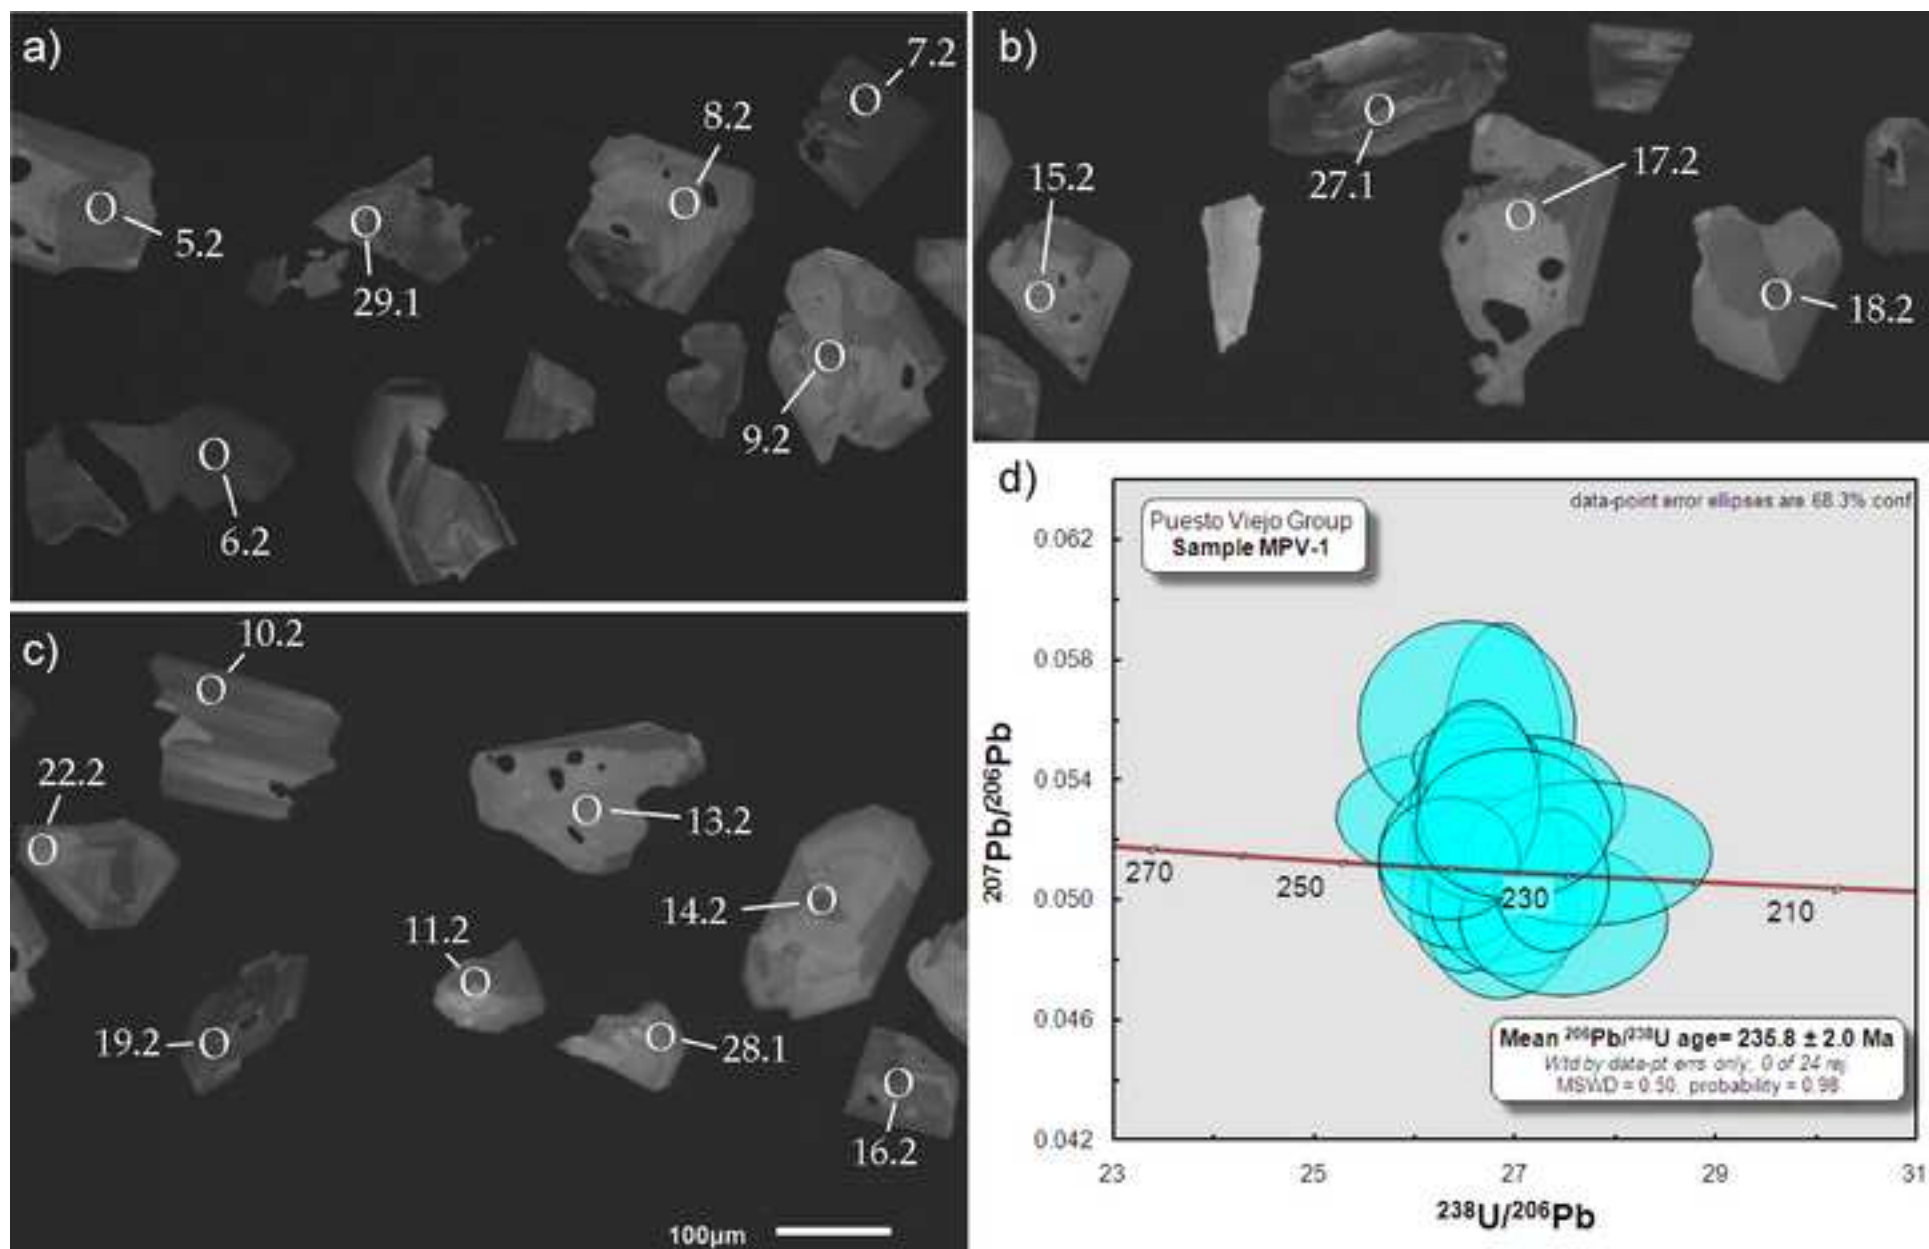 a)
7.2
8.2
5.2
29.1
9.2
6.2
b)
15.2
27.1
17.2
18.2
c)
10.2
22.2
13.2
14.2
11.2
19.2
28.1
16.2
100µm
d)
data-point error ellipses are 68.3% conf
Puesto Viejo Group
Sample MPV-1
0.062
0.058
0.054
0.050
0.046
0.042
²⁰⁷Pb/²⁰⁶Pb
270
250
230
210
Mean ²⁰⁶Pb/²³⁸U age= 235.8 ± 2.0 Ma
Wtd by data-pt errs only, 0 of 24 rej
MSWD = 0.50, probability = 0.98
23
25
27
29
31
²³⁸U/²⁰⁶Pb